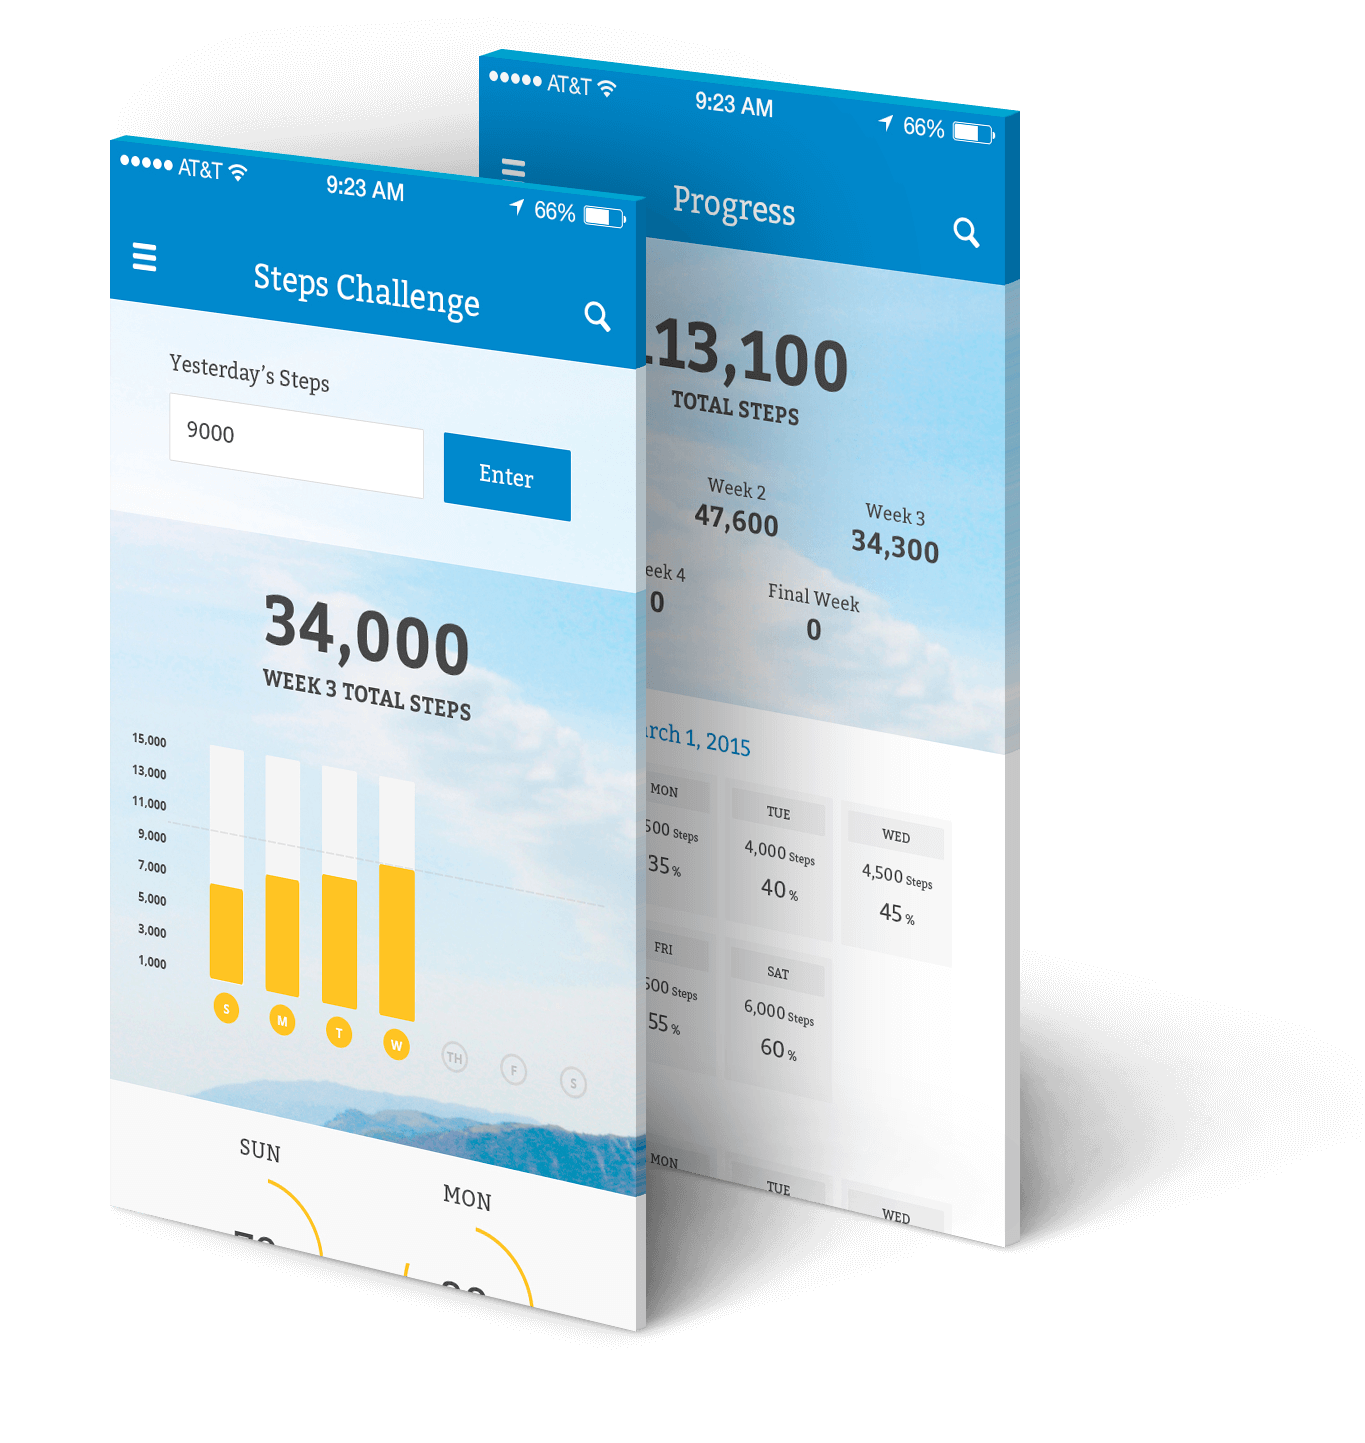 AT&T 9:23 AM 66%
Steps Challenge
Yesterday's Steps
9000
Enter
34,000
WEEK 3 TOTAL STEPS
15,000
13,000
11,000
9,000
7,000
5,000
3,000
1,000
S M T W TH F S
SUN
MON
AT&T 9:23 AM 66%
Progress
13,100
TOTAL STEPS
Week 2
47,600
Week 3
34,300
eek 4
0
Final Week
0
rch 1, 2015
MON
500 Steps
35 %
TUE
4,000 Steps
40 %
WED
4,500 Steps
45 %
FRI
500 Steps
55 %
SAT
6,000 Steps
60 %
MON
TUE
WED